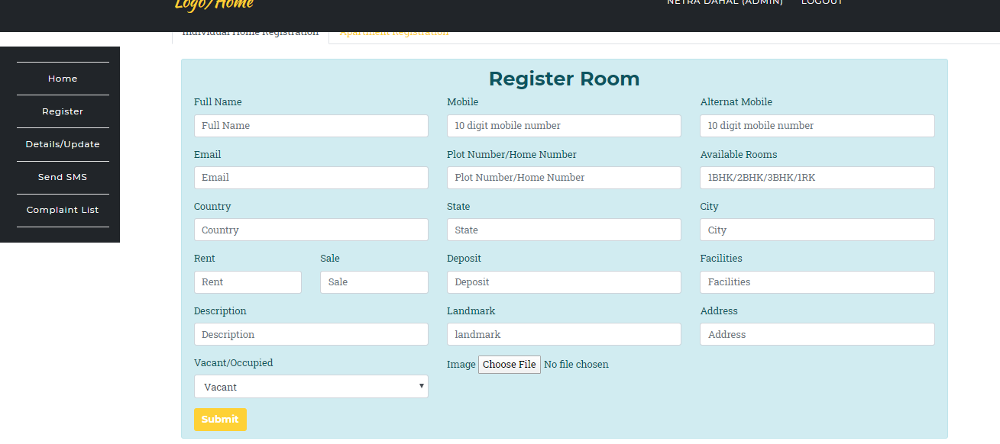 Logo/Home
NETRA DAHAL (ADMIN) LOGOUT
Individual Home Registration Apartment Registration
Home
Register
Details/Update
Send SMS
Complaint List
Register Room
Full Name Mobile Alternat Mobile
Full Name 10 digit mobile number 10 digit mobile number
Email Plot Number/Home Number Available Rooms
Email Plot Number/Home Number 1BHK/2BHK/3BHK/1RK
Country State City
Country State City
Rent Sale Deposit Facilities
Rent Sale Deposit Facilities
Description Landmark Address
Description landmark Address
Vacant/Occupied Image Choose File No file chosen
Vacant
Submit